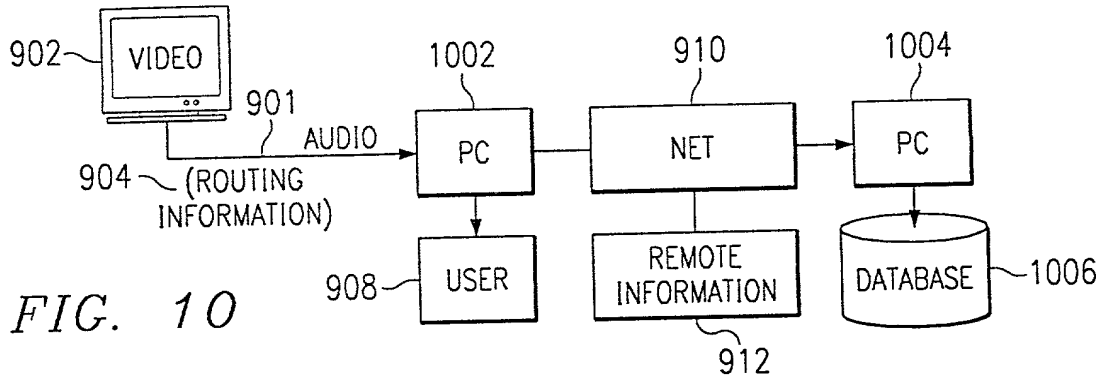 902
VIDEO
901
AUDIO
904
(ROUTING
INFORMATION)
1002
PC
908
USER
910
NET
REMOTE
INFORMATION
912
1004
PC
DATABASE
1006
FIG. 10